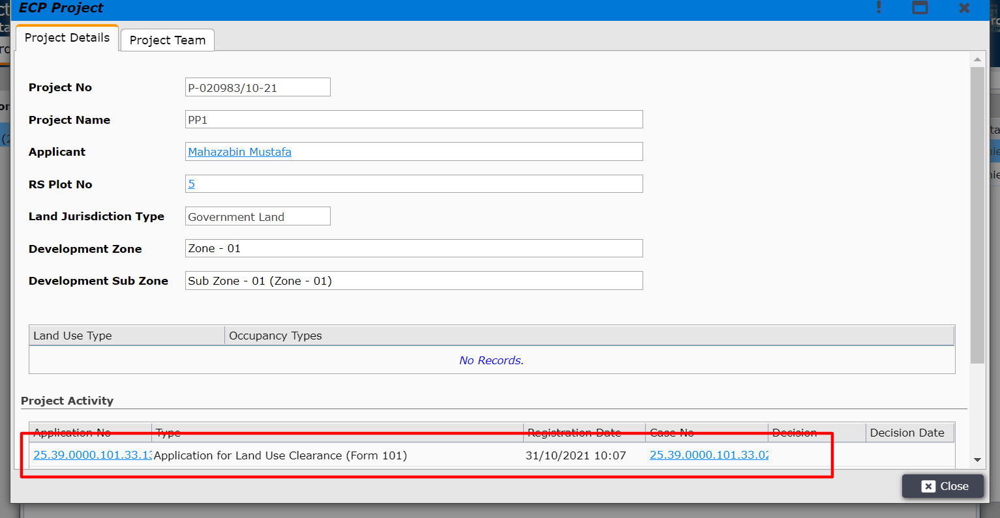 ECP Project
Project Details
Project Team
Project No
P-020983/10-21
Project Name
PP1
Applicant
Mahazabin Mustafa
RS Plot No
5
Land Jurisdiction Type
Government Land
Development Zone
Zone - 01
Development Sub Zone
Sub Zone - 01 (Zone - 01)
Land Use Type Occupancy Types
No Records.
Project Activity
Application No Type Registration Date Case No Decision Decision Date
25.39.0000.101.33.13 Application for Land Use Clearance (Form 101) 31/10/2021 10:07 25.39.0000.101.33.02
Close